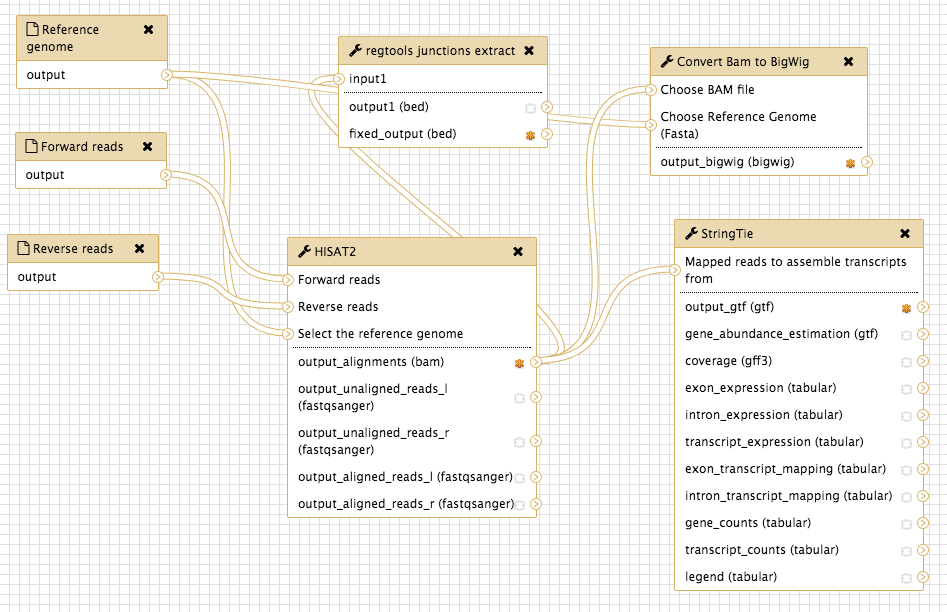 Reference
genome
output
Forward reads
output
Reverse reads
output
regtools junctions extract
input1
output1 (bed)
fixed_output (bed)
HISAT2
Forward reads
Reverse reads
Select the reference genome
output_alignments (bam)
output_unaligned_reads_l
(fastqsanger)
output_unaligned_reads_r
(fastqsanger)
output_aligned_reads_l (fastqsanger)
output_aligned_reads_r (fastqsanger)
Convert Bam to BigWig
Choose BAM file
Choose Reference Genome
(Fasta)
output_bigwig (bigwig)
StringTie
Mapped reads to assemble transcripts
from
output_gtf (gtf)
gene_abundance_estimation (gtf)
coverage (gff3)
exon_expression (tabular)
intron_expression (tabular)
transcript_expression (tabular)
exon_transcript_mapping (tabular)
intron_transcript_mapping (tabular)
gene_counts (tabular)
transcript_counts (tabular)
legend (tabular)